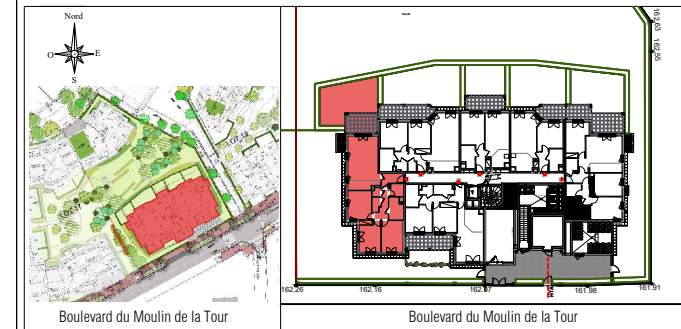 Nord
O
E
S
162.63
162.55
162.26
162.16
162.07
161.98
161.91
Boulevard du Moulin de la Tour
Boulevard du Moulin de la Tour